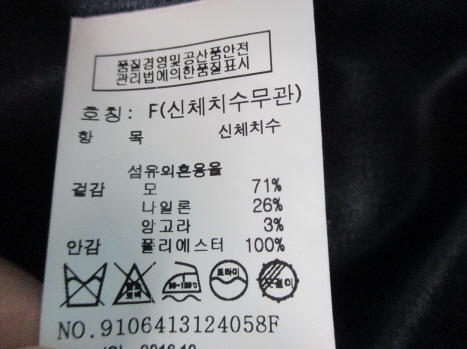 품질경영및공산품안전
관리법에의한품질표시
호칭: F(신체치수무관)
항 목 신체치수
섬유의혼용율
겉감 모 71%
나일론 26%
앙고라 3%
안감 폴리에스터 100%
드라이
NO.9106413124058F